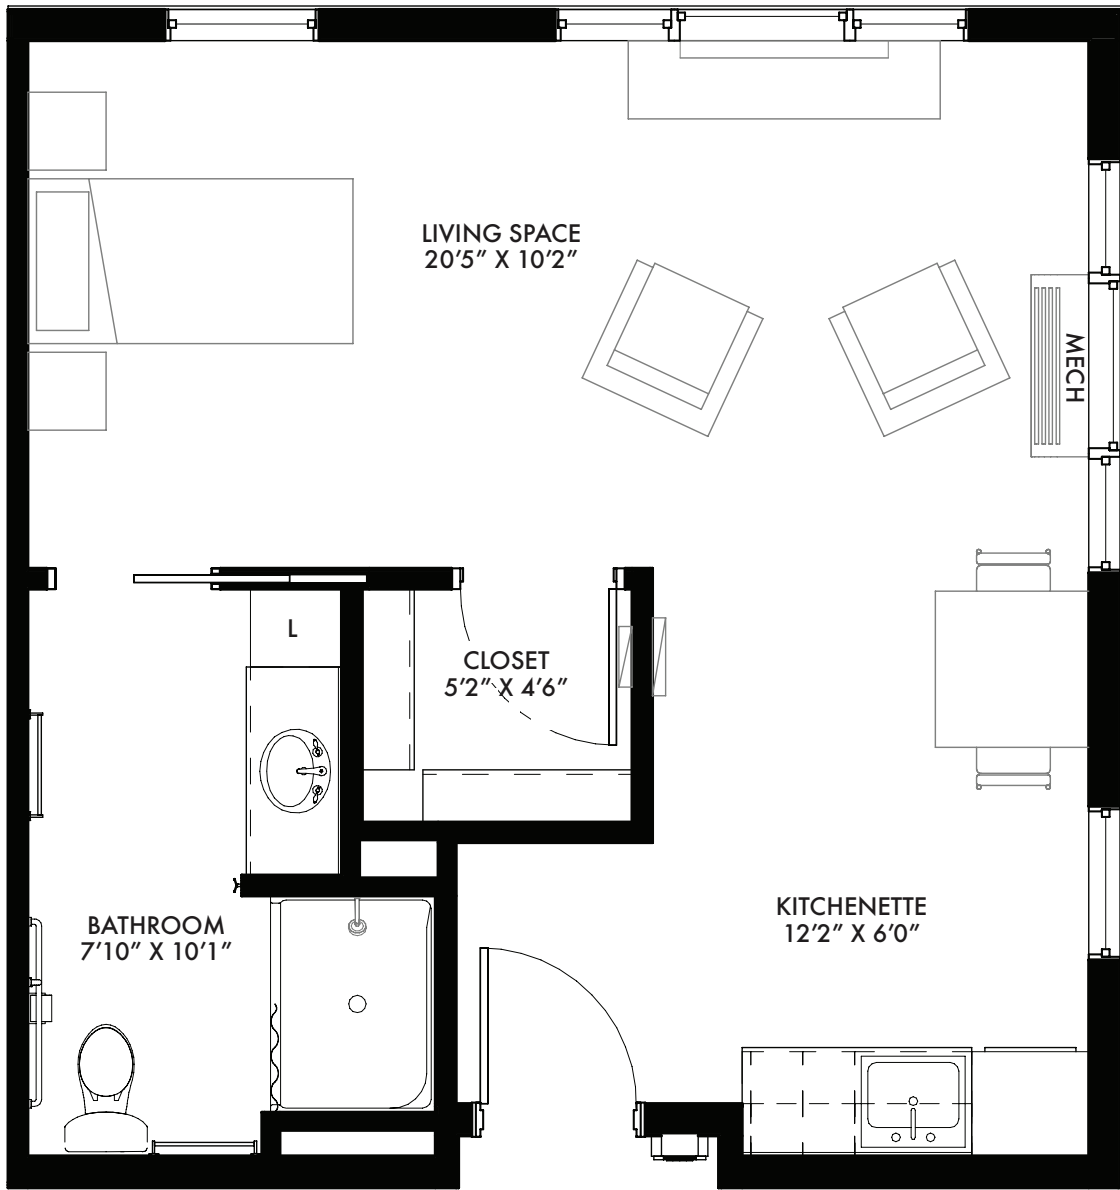 LIVING SPACE
20’5” X 10’2”
MECH
L
CLOSET
5’2” X 4’6”
BATHROOM
7’10” X 10’1”
KITCHENETTE
12’2” X 6’0”